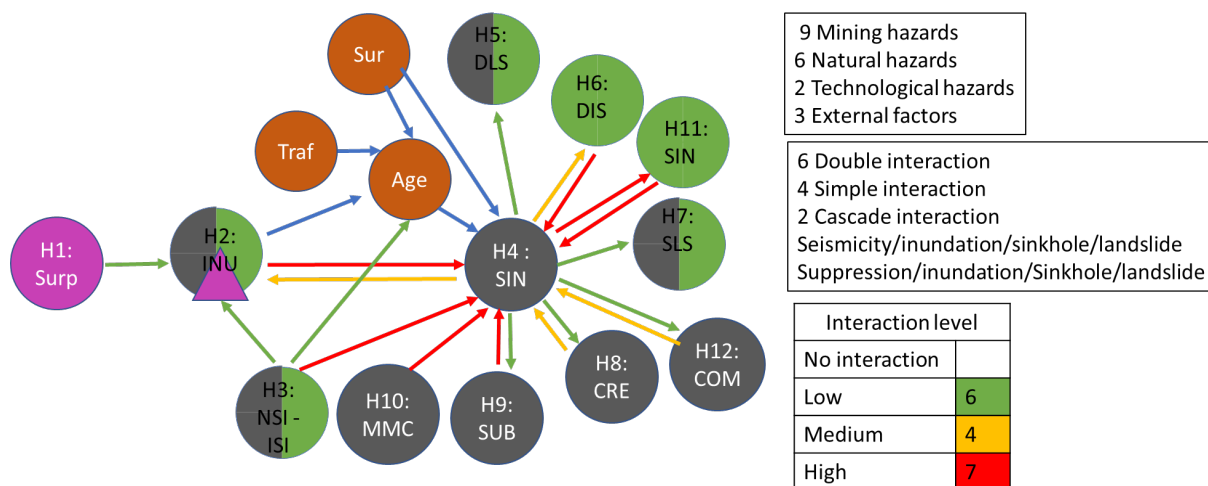 Sur
Traf
Age
H1:
Surp
H2:
INU
H3:
NSI -
ISI
H10:
MMC
H9:
SUB
H8:
CRE
H12:
COM
H4 :
SIN
H5:
DLS
H6:
DIS
H11:
SIN
H7:
SLS
9 Mining hazards
6 Natural hazards
2 Technological hazards
3 External factors
6 Double interaction
4 Simple interaction
2 Cascade interaction
Seismicity/inundation/sinkhole/landslide
Suppression/inundation/Sinkhole/landslide
Interaction level
No interaction
Low 6
Medium 4
High 7